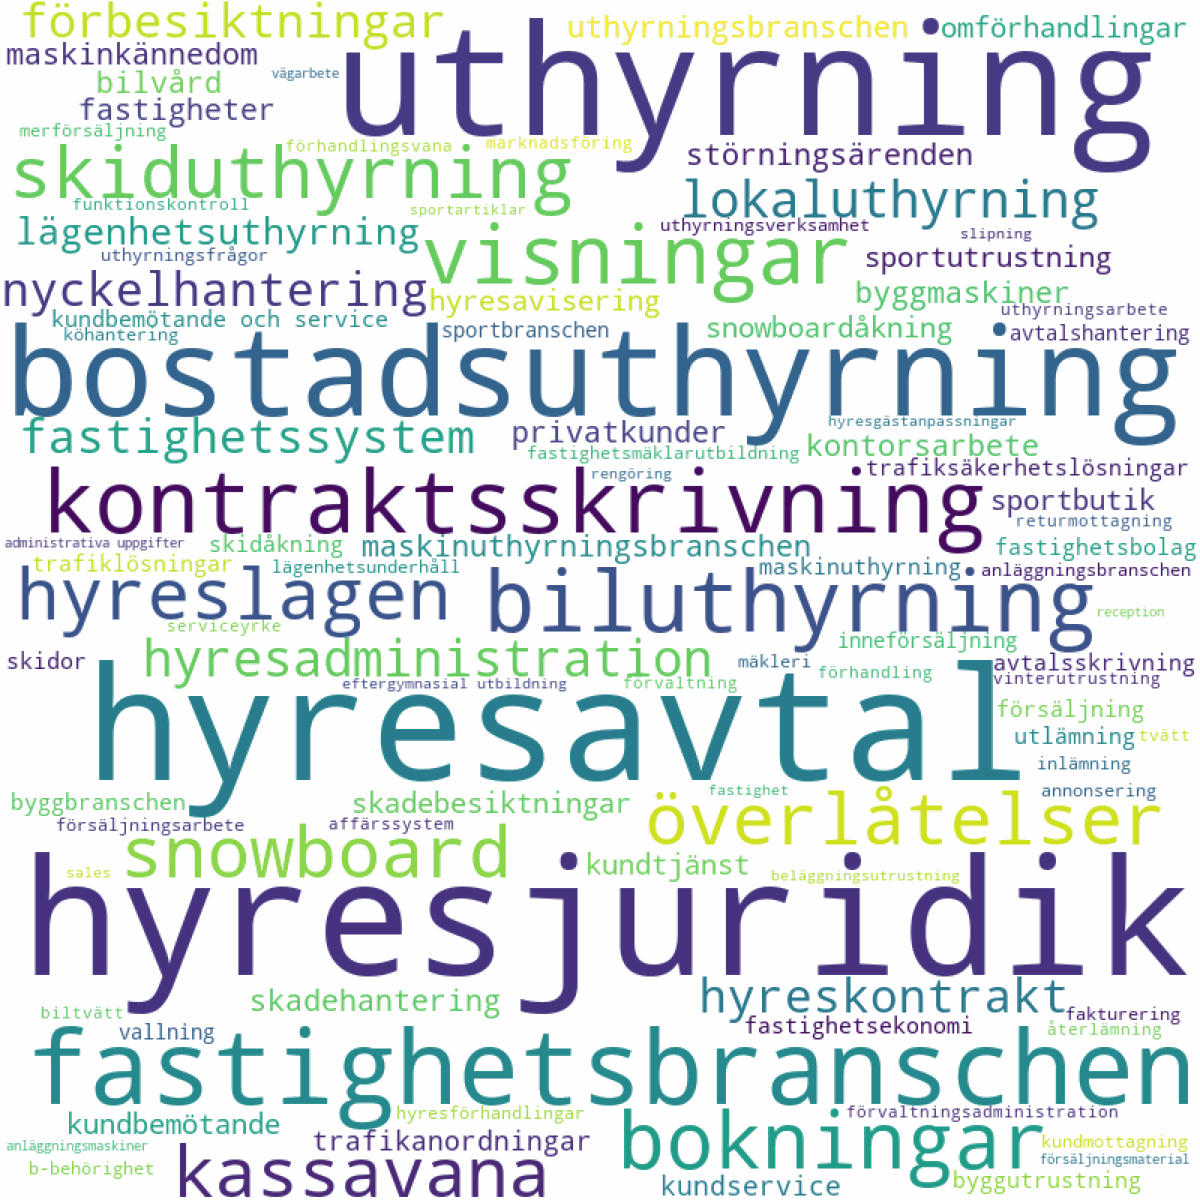 förbesiktningar
uthyrning
uthyrningsbranschen
omförhandlingar
maskinkännedom
vägarbete
bilvård
fastigheter
merförsäljning
förhandlingsvana
marknadsföring
störningsärenden
skiduthyrning
lokaluthyrning
funktionskontroll
sportartiklar
lägenhetsuthyrning
uthyrningsverksamhet
slipning
visningar
uthyrningsfrågor
sportutrustning
nyckelhantering
hyresavisering
byggmaskiner
uthyrningsarbete
kundbemötande och service
köhantering
sportbranschen
snowboardåkning
avtalshantering
bostadsuthyrning
fastighetssystem
privatkunder
hyresgästanpassningar
kontorsarbete
fastighetsmäklarutbildning
rengöring
trafiksäkerhetslösningar
kontraktsskrivning
sportbutik
returmottagning
administrativa uppgifter
skidåkning
maskinuthyrningsbranschen
fastighetsbolag
trafiklösningar
lägenhetsunderhåll
maskinuthyrning
anläggningsbranschen
hyreslagen
biluthyrning
reception
serviceyrke
inneförsäljning
skidor
hyresadministration
mäkleri
förhandling
avtalsskrivning
vinterutrustning
eftergymnasial utbildning
förvaltning
hyresavtal
försäljning
utlämning
tvätt
inlämning
byggbranschen
skadebesiktningar
fastighet
annonsering
försäljningsarbete
affärssystem
överlåtelser
snowboard
sales
kundtjänst
beläggningsutrustning
hyresjuridik
skadehantering
hyreskontrakt
biltvätt
vallning
fastighetsekonomi
fakturering
återlämning
fastighetsbranschen
kundbemötande
hyresförhandlingar
förvaltningsadministration
anläggningsmaskiner
trafikanordningar
bokningar
kundmottagning
b-behörighet
kassavana
försäljningsmaterial
kundservice
byggutrustning